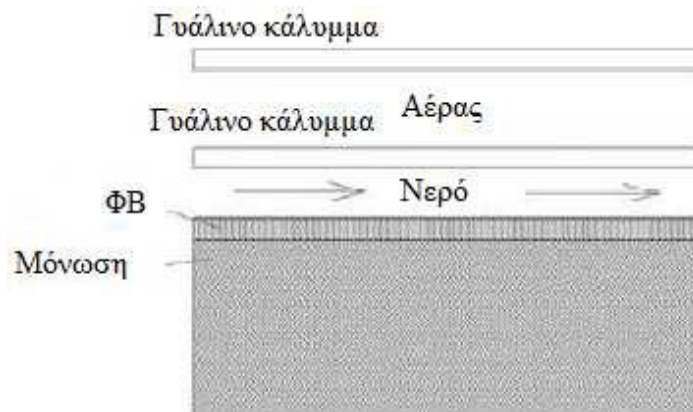 Γυάλινο κάλυμμα
Αέρας
Γυάλινο κάλυμμα
Νερό
ΦΒ
Μόνωση